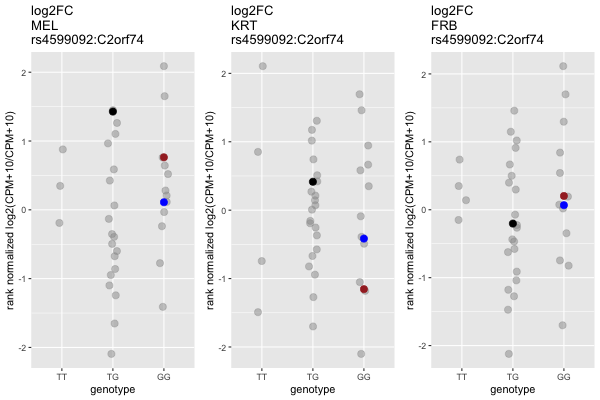 log2FC
MEL
rs4599092:C2orf74
rank normalized log2(CPM+10/CPM+10)
2
1
0
-1
-2
TT
TG
GG
genotype
log2FC
KRT
rs4599092:C2orf74
rank normalized log2(CPM+10/CPM+10)
2
1
0
-1
-2
TT
TG
GG
genotype
log2FC
FRB
rs4599092:C2orf74
rank normalized log2(CPM+10/CPM+10)
2
1
0
-1
-2
TT
TG
GG
genotype